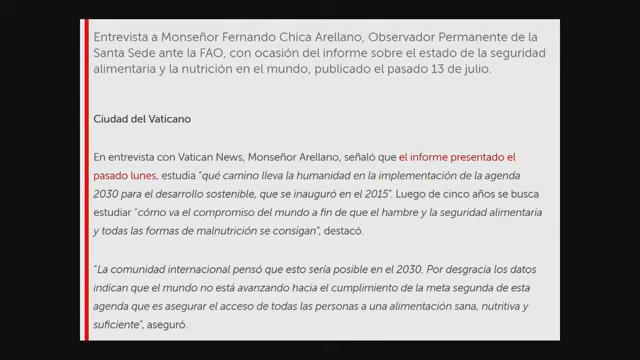 Entrevista a Monseñor Fernando Chica Arellano, Observador Permanente de la
Santa Sede ante la FAO, con ocasión del informe sobre el estado de la seguridad
alimentaria y la nutrición en el mundo, publicado el pasado 13 de julio.
Ciudad del Vaticano
En entrevista con Vatican News, Monseñor Arellano, señaló que el informe presentado el
pasado lunes, estudia "qué camino lleva la humanidad en la implementación de la agenda
2030 para el desarrollo sostenible, que se inauguró en el 2015". Luego de cinco años se busca
estudiar "cómo va el compromiso del mundo a fin de que el hambre y la seguridad alimentaria
y todas las formas de malnutrición se consigan", destacó.
"La comunidad internacional pensó que esto sería posible en el 2030. Por desgracia los datos
indican que el mundo no está avanzando hacia el cumplimiento de la meta segunda de esta
agenda que es asegurar el acceso de todas las personas a una alimentación sana, nutritiva y
suficiente", aseguró.